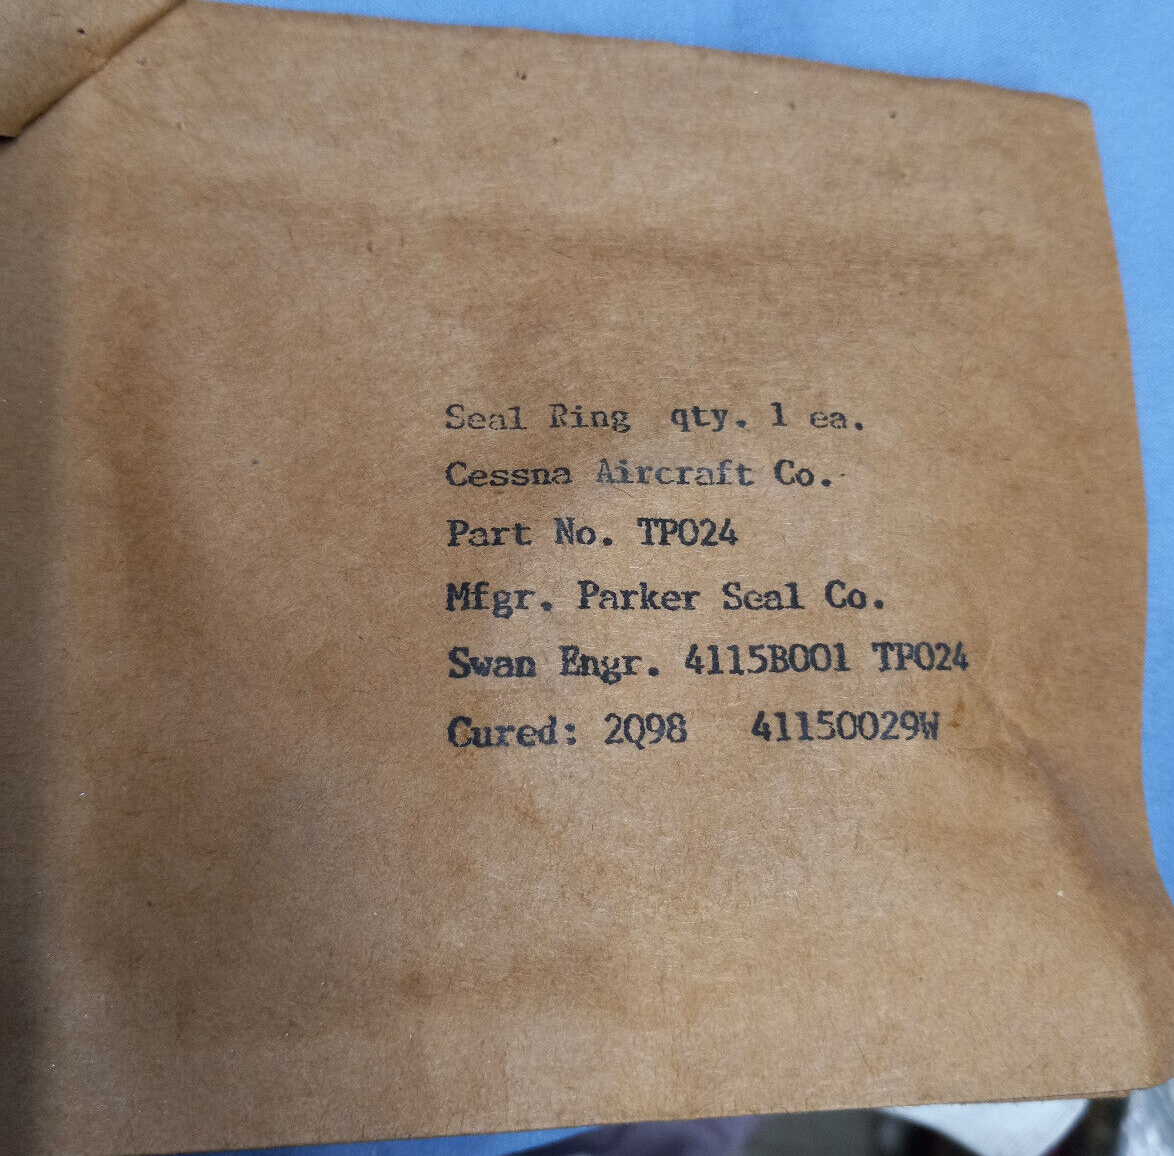 Seal Ring qty. 1 ea.
Cessna Aircraft Co.
Part No. TP024
Mfgr. Parker Seal Co.
Swan Engr. 4115B001 TP024
Cured: 2Q98 41150029W